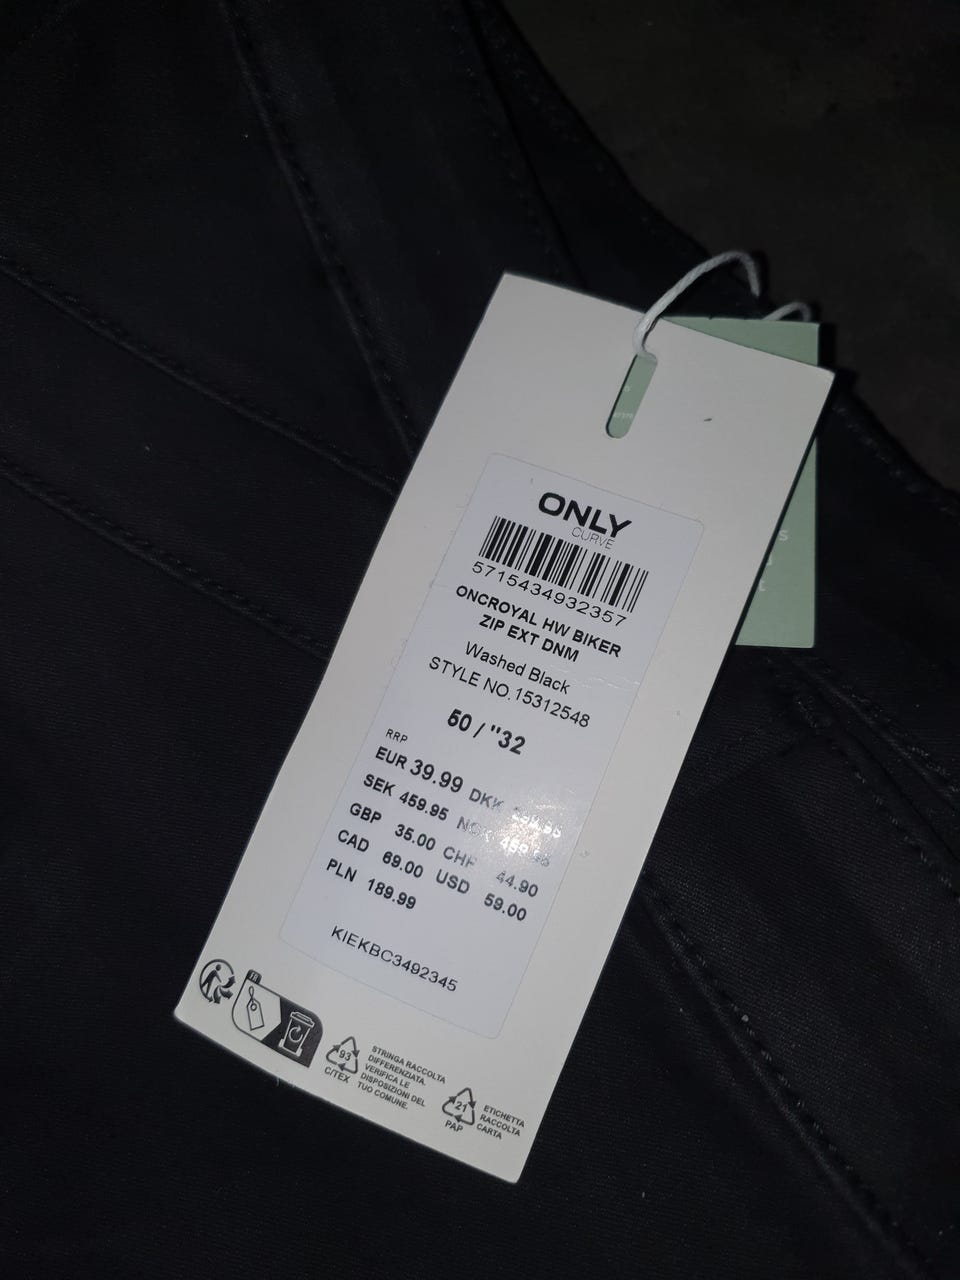 ONLY
CURVE
5715434932357
ONCROYAL HW BIKER
ZIP EXT DNM
Washed Black
STYLE NO.15312548
50 / "32
RRP
EUR 39.99 DKK
SEK 459.95
GBP 35.00 CHF 44.90
CAD 69.00 USD 59.00
PLN 189.99
KIEKBC3492345
93
C/TEX
STRINGA RACCOLTA
DIFFERENZIATA.
VERIFICA LE
DISPOSIZIONI DEL
TUO COMUNE.
21
PAP
ETICHETTA
RACCOLTA
CARTA